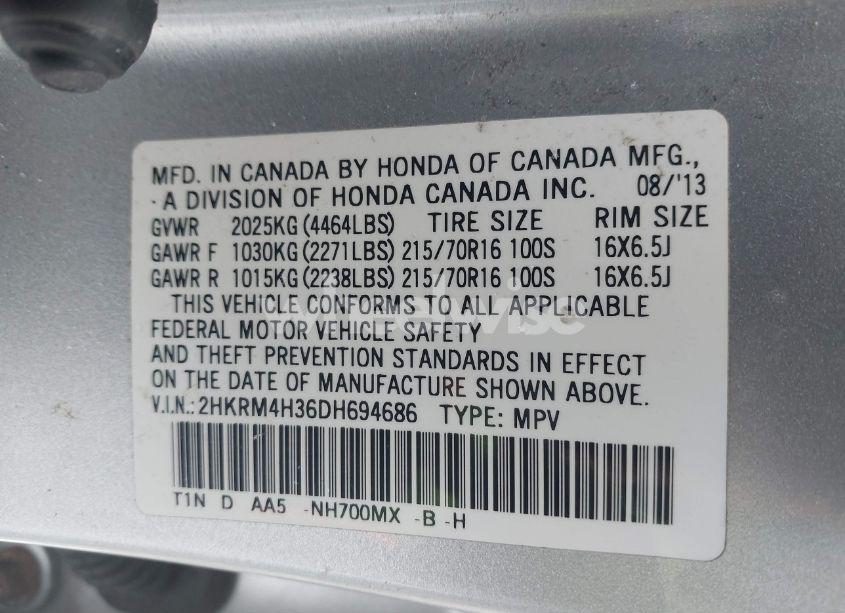 MFD. IN CANADA BY HONDA OF CANADA MFG.,
A DIVISION OF HONDA CANADA INC. 08/'13
GVWR 2025KG (4464LBS) TIRE SIZE RIM SIZE
GAWR F 1030KG (2271LBS) 215/70R16 100S 16X6.5J
GAWR R 1015KG (2238LBS) 215/70R16 100S 16X6.5J
THIS VEHICLE CONFORMS TO ALL APPLICABLE
FEDERAL MOTOR VEHICLE SAFETY
AND THEFT PREVENTION STANDARDS IN EFFECT
ON THE DATE OF MANUFACTURE SHOWN ABOVE.
V.I.N.: 2HKRM4H36DH694686 TYPE: MPV
T1N D AA5 -NH700MX -B -H